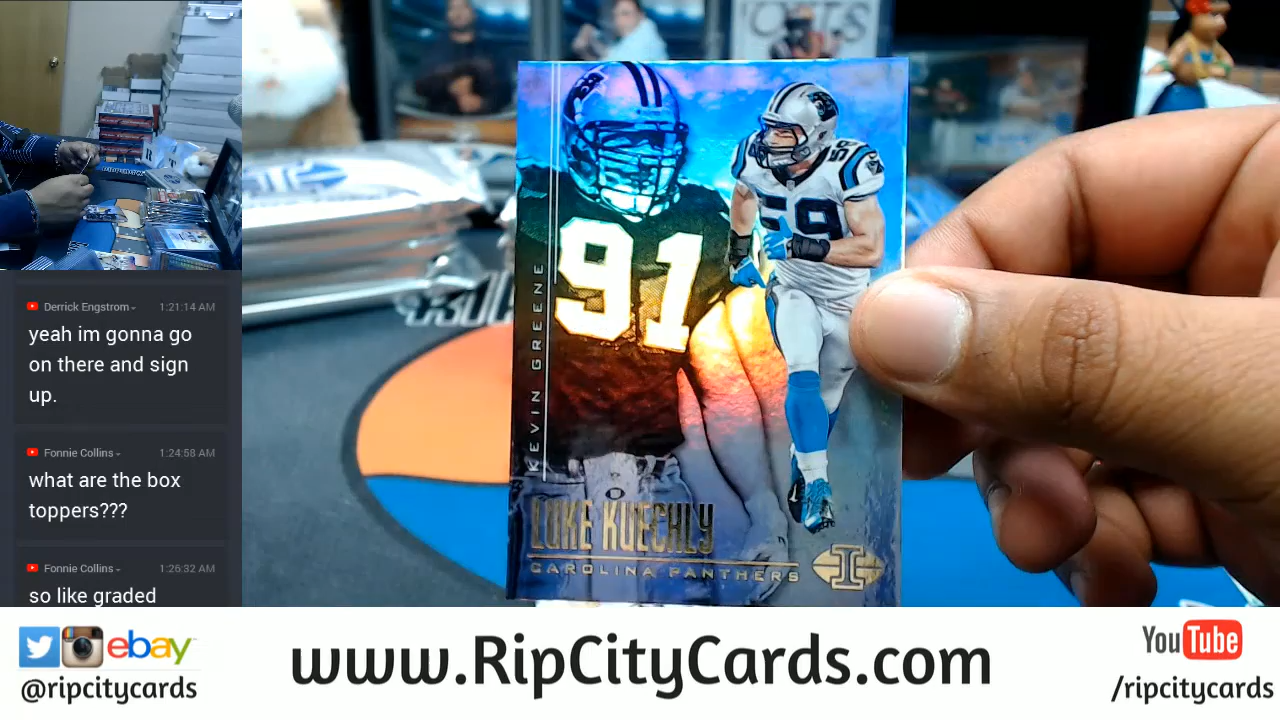 Derrick Engstrom 1:21:14 AM
yeah im gonna go
on there and sign
up.
Fonnie Collins 1:24:58 AM
what are the box
toppers???
Fonnie Collins 1:26:32 AM
so like graded
91
59
59
KEVIN GREENE
LUKE KUECHLY
CAROLINA PANTHERS
I
ebay
@ripcitycards
www.RipCityCards.com
YouTube
/ripcitycards